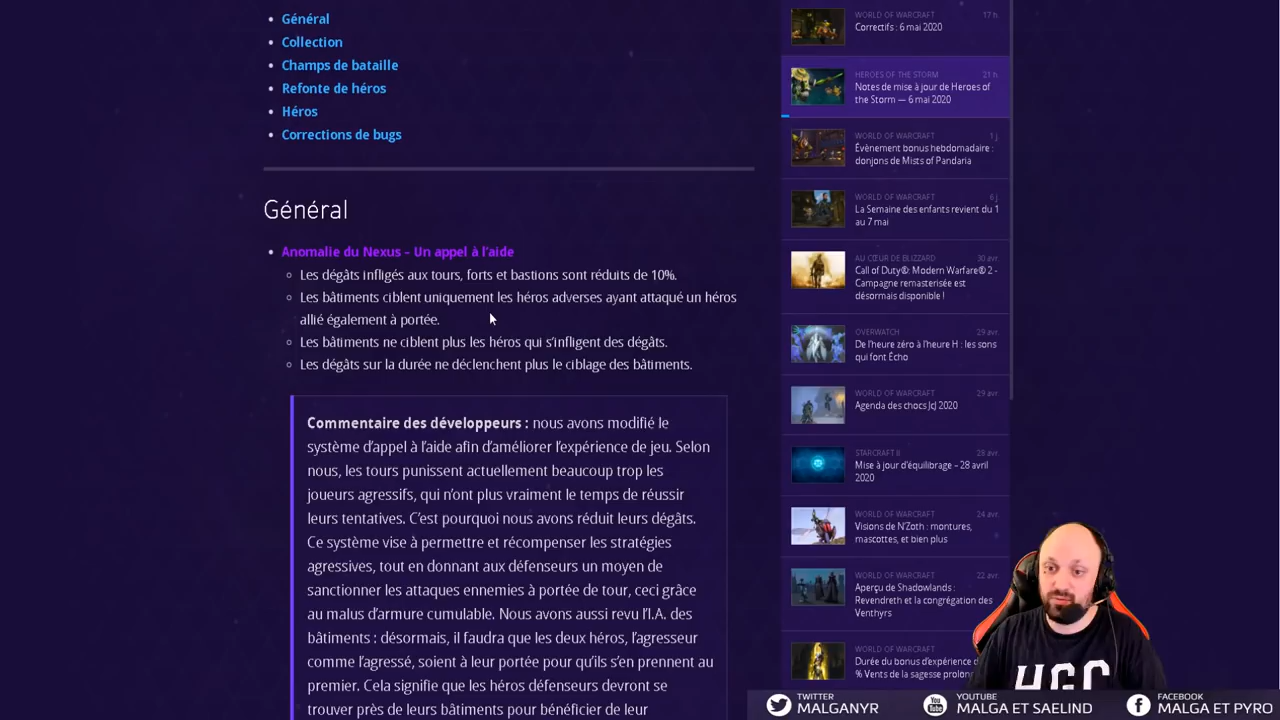 Général
Collection
Champs de bataille
Refonte de héros
Héros
Corrections de bugs
Général
Anomalie du Nexus – Un appel à l'aide
Les dégâts infligés aux tours, forts et bastions sont réduits de 10%.
Les bâtiments ciblent uniquement les héros adverses ayant attaqué un héros
allié également à portée.
Les bâtiments ne ciblent plus les héros qui s'infligent des dégâts.
Les dégâts sur la durée ne déclenchent plus le ciblage des bâtiments.
Commentaire des développeurs : nous avons modifié le
système d'appel à l'aide afin d'améliorer l'expérience de jeu. Selon
nous, les tours punissent actuellement beaucoup trop les
joueurs agressifs, qui n'ont plus vraiment le temps de réussir
leurs tentatives. C'est pourquoi nous avons réduit leurs dégâts.
Ce système vise à permettre et récompenser les stratégies
agressives, tout en donnant aux défenseurs un moyen de
sanctionner les attaques ennemies à portée de tour, ceci grâce
au malus d'armure cumulable. Nous avons aussi revu l'I.A. des
bâtiments : désormais, il faudra que les deux héros, l'agresseur
comme l'agressé, soient à leur portée pour qu'ils s'en prennent au
premier. Cela signifie que les héros défenseurs devront se
trouver près de leurs bâtiments pour bénéficier de leur
WORLD OF WARCRAFT 17 h
Correctifs : 6 mai 2020
HEROES OF THE STORM 21 h
Notes de mise à jour de Heroes of
the Storm — 6 mai 2020
WORLD OF WARCRAFT 1 j
Évènement bonus hebdomadaire :
donjons de Mists of Pandaria
WORLD OF WARCRAFT 6 j
La Semaine des enfants revient du 1
au 7 mai
AU CŒUR DE BLIZZARD 30 avr.
Call of Duty®: Modern Warfare® 2 -
Campagne remasterisée est
désormais disponible !
OVERWATCH 29 avr.
De l'heure zéro à l'heure H : les sons
qui font Écho
WORLD OF WARCRAFT 29 avr.
Agenda des chocs JcJ 2020
STARCRAFT II 28 avr.
Mise à jour d'équilibrage – 28 avril
2020
WORLD OF WARCRAFT 24 avr.
Visions de N'Zoth : montures,
mascottes, et bien plus
WORLD OF WARCRAFT 22 avr.
Aperçu de Shadowlands :
Revendreth et la congrégation des
Venthyrs
WORLD OF WARCRAFT
Durée du bonus d'expérience
% Vents de la sagesse
HGC
TWITTER
MALGANYR
YOUTUBE
MALGA ET SAELIND
FACEBOOK
MALGA ET PYRO